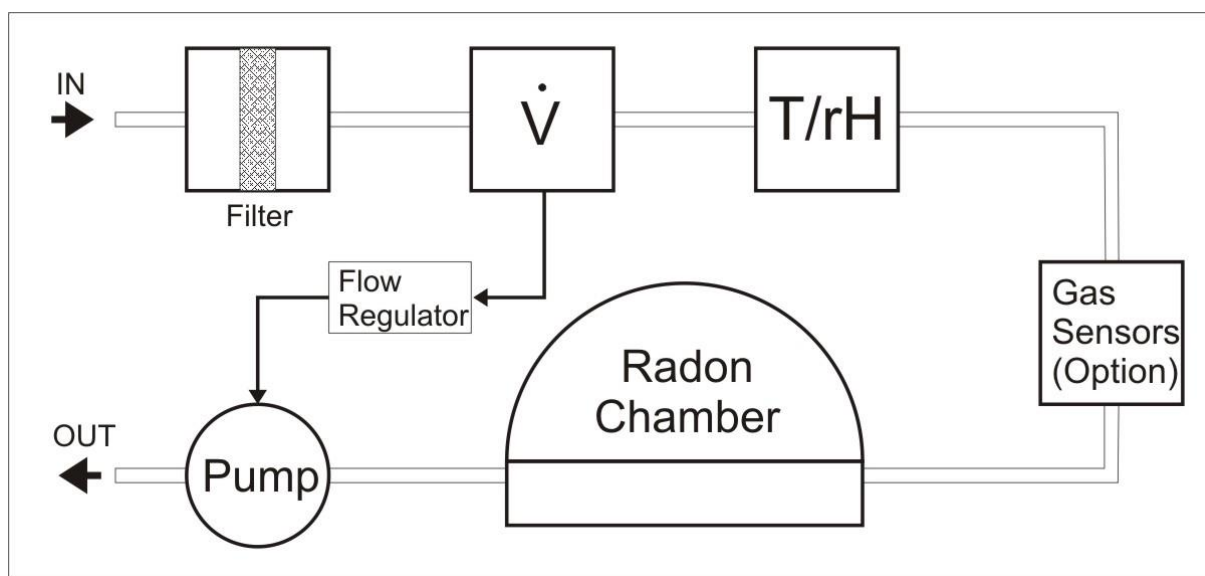 IN
V̇
T/rH
Filter
Flow
Regulator
Gas
Sensors
(Option)
Radon
Chamber
OUT
Pump